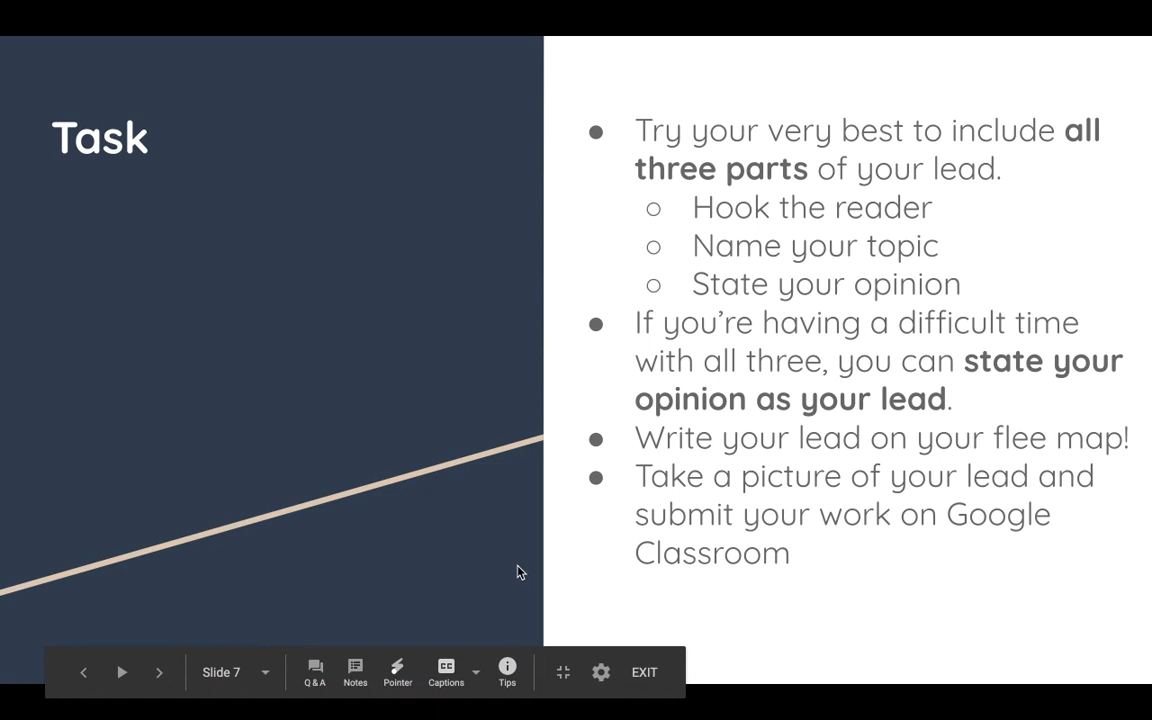 Task
● Try your very best to include all
three parts of your lead.
○ Hook the reader
○ Name your topic
○ State your opinion
● If you’re having a difficult time
with all three, you can state your
opinion as your lead.
● Write your lead on your flee map!
● Take a picture of your lead and
submit your work on Google
Classroom
Slide 7
Q & A
Notes
Pointer
CC
Captions
Tips
EXIT